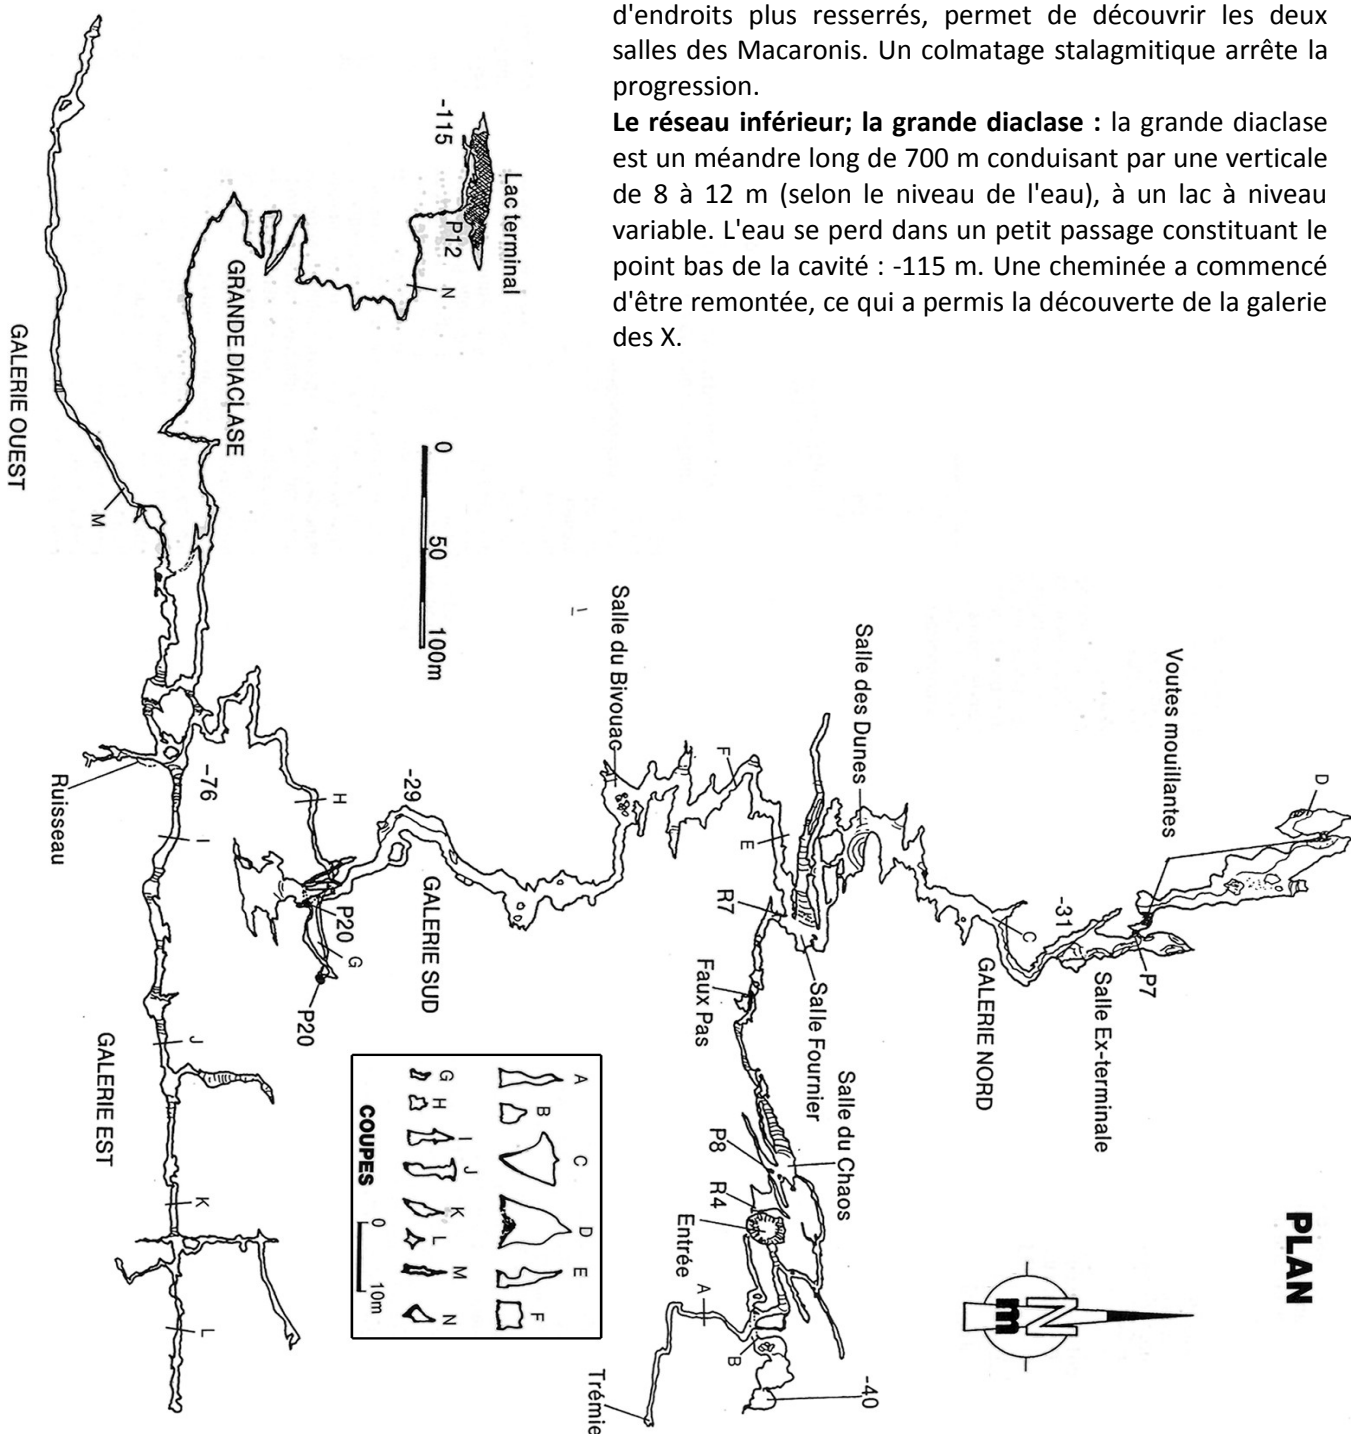 d'endroits plus resserrés, permet de découvrir les deux
salles des Macaronis. Un colmatage stalagmitique arrête la
progression.
Le réseau inférieur; la grande diaclase : la grande diaclase
est un méandre long de 700 m conduisant par une verticale
de 8 à 12 m (selon le niveau de l'eau), à un lac à niveau
variable. L'eau se perd dans un petit passage constituant le
point bas de la cavité : -115 m. Une cheminée a commencé
d'être remontée, ce qui a permis la découverte de la galerie
des X.
-115
Lac terminal
P12
N
GRANDE DIACLASE
GALERIE OUEST
M
0 50 100m
Salle du Bivouac
Salle des Dunes
Voutes mouillantes
D
F
E
R7
C
-31
P7
Salle Ex-terminale
GALERIE NORD
Salle Fournier
Faux Pas
Salle du Chaos
P8
R4
Entrée
A
B
-40
Trémie
PLAN
N
m
Ruisseau
-76
I
H
-29
GALERIE SUD
P20
G
P20
GALERIE EST
J
K
L
A B C D E F
G H I J K L M N
COUPES
0 10m